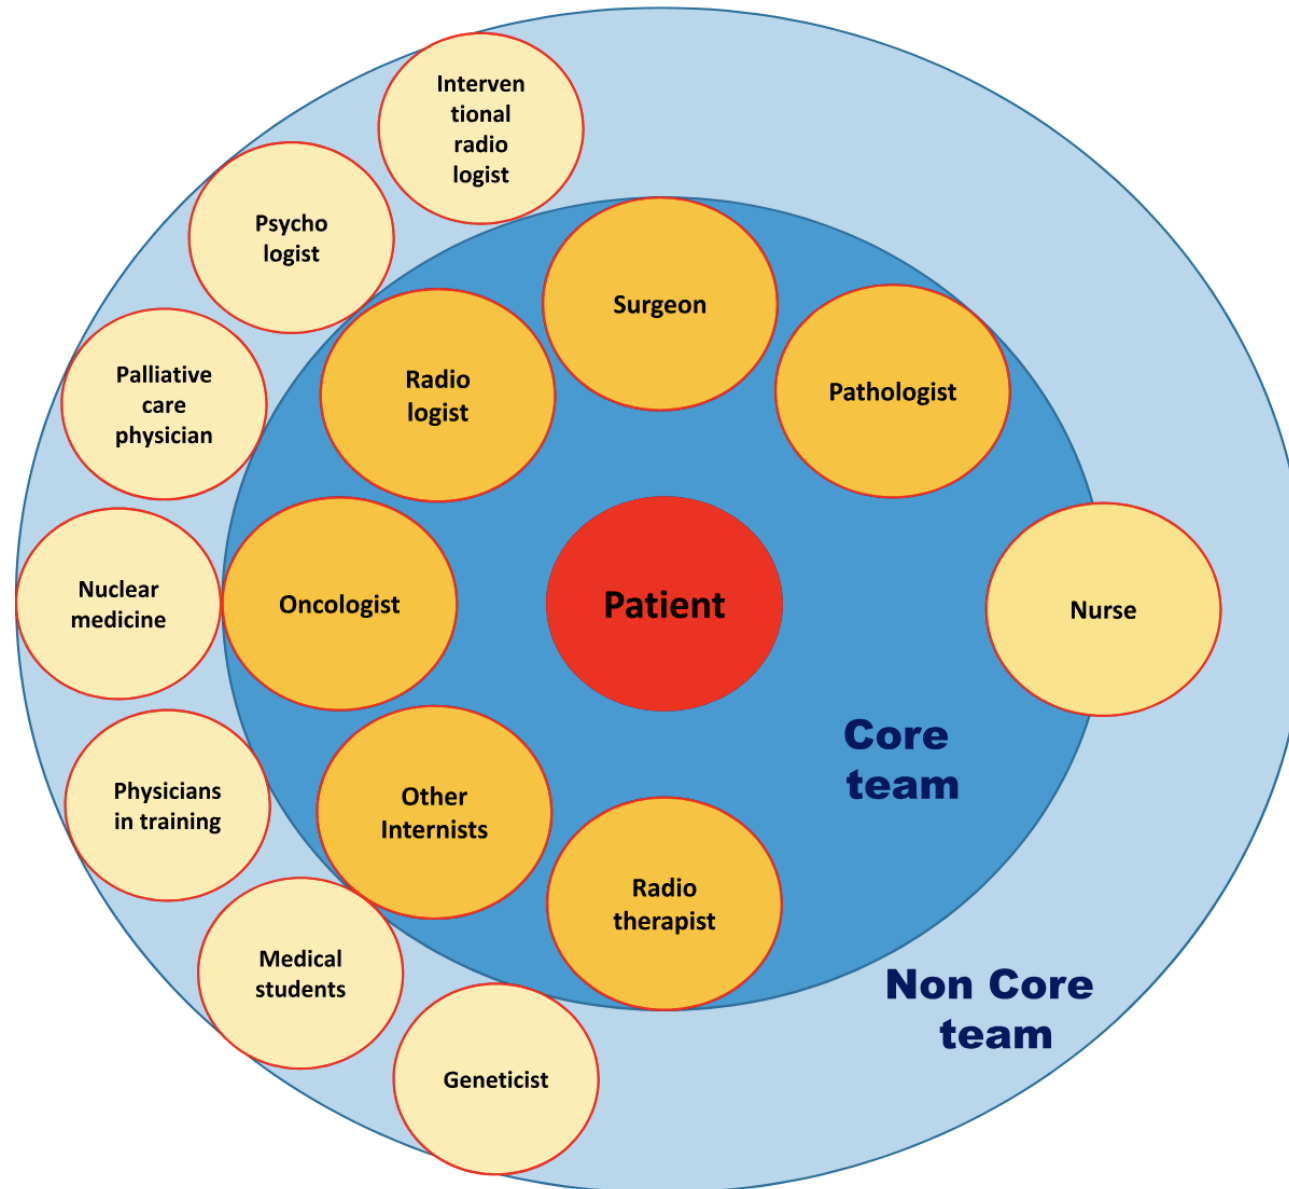 Interven
tional
radio
logist
Psycho
logist
Surgeon
Radio
logist
Pathologist
Palliative
care
physician
Nuclear
medicine
Oncologist
Patient
Nurse
Core
team
Physicians
in training
Other
Internists
Radio
therapist
Medical
students
Non Core
team
Geneticist